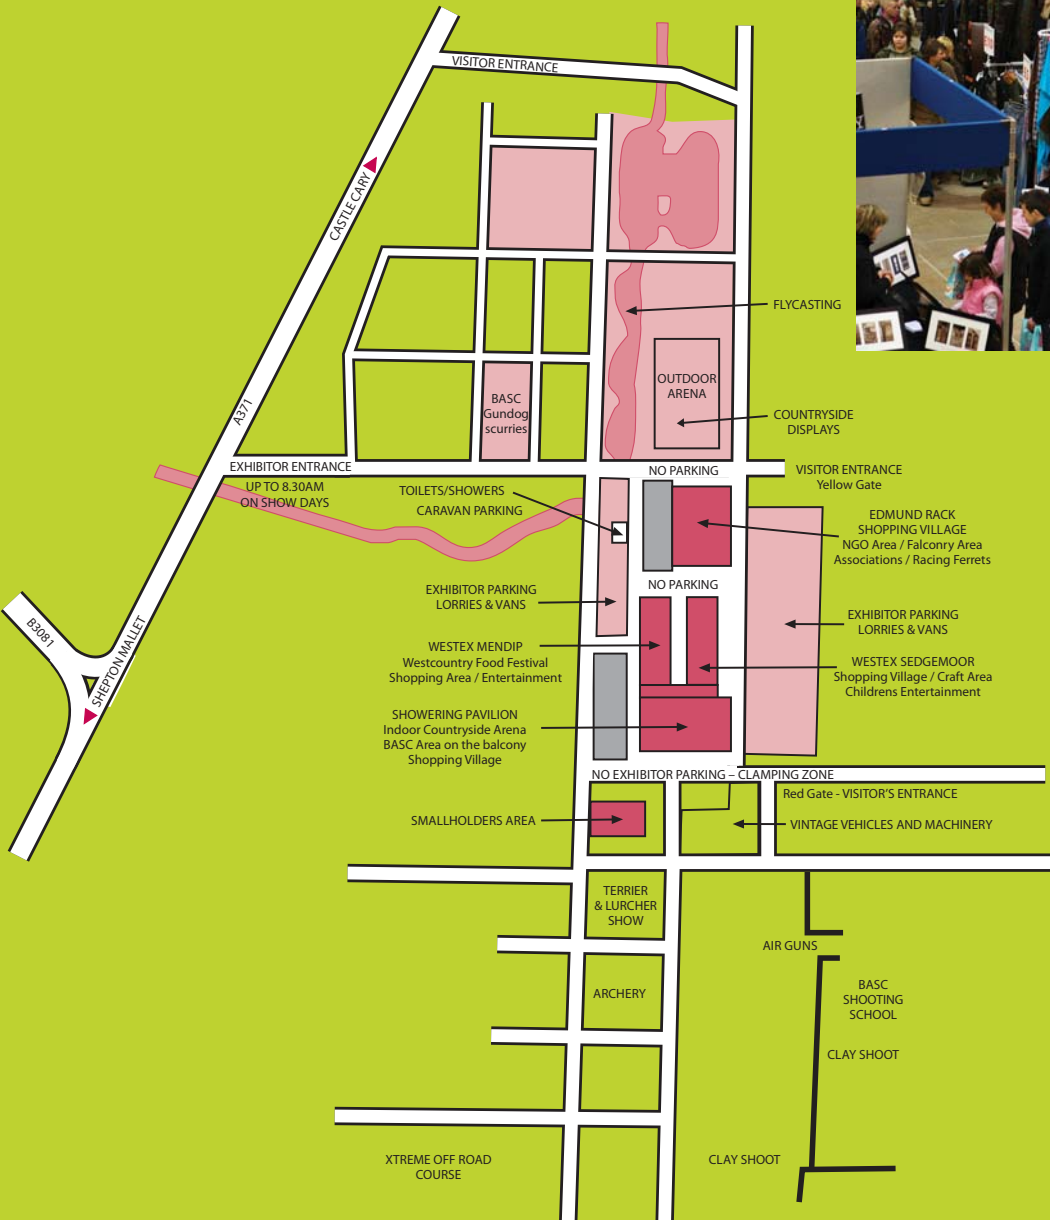 VISITOR ENTRANCE
CASTLE CARY
FLYCASTING
OUTDOOR
ARENA
BASC
Gundog
scurries
COUNTRYSIDE
DISPLAYS
A371
EXHIBITOR ENTRANCE
UP TO 8.30AM
ON SHOW DAYS
NO PARKING
VISITOR ENTRANCE
Yellow Gate
TOILETS/SHOWERS
CARAVAN PARKING
EDMUND RACK
SHOPPING VILLAGE
NGO Area / Falconry Area
Associations / Racing Ferrets
NO PARKING
EXHIBITOR PARKING
LORRIES & VANS
EXHIBITOR PARKING
LORRIES & VANS
B3081
SHEPTON MALLET
WESTEX MENDIP
Westcountry Food Festival
Shopping Area / Entertainment
WESTEX SEDGEMOOR
Shopping Village / Craft Area
Childrens Entertainment
SHOWERING PAVILION
Indoor Countryside Arena
BASC Area on the balcony
Shopping Village
NO EXHIBITOR PARKING – CLAMPING ZONE
Red Gate - VISITOR'S ENTRANCE
SMALLHOLDERS AREA
VINTAGE VEHICLES AND MACHINERY
TERRIER
& LURCHER
SHOW
AIR GUNS
ARCHERY
BASC
SHOOTING
SCHOOL
CLAY SHOOT
XTREME OFF ROAD
COURSE
CLAY SHOOT